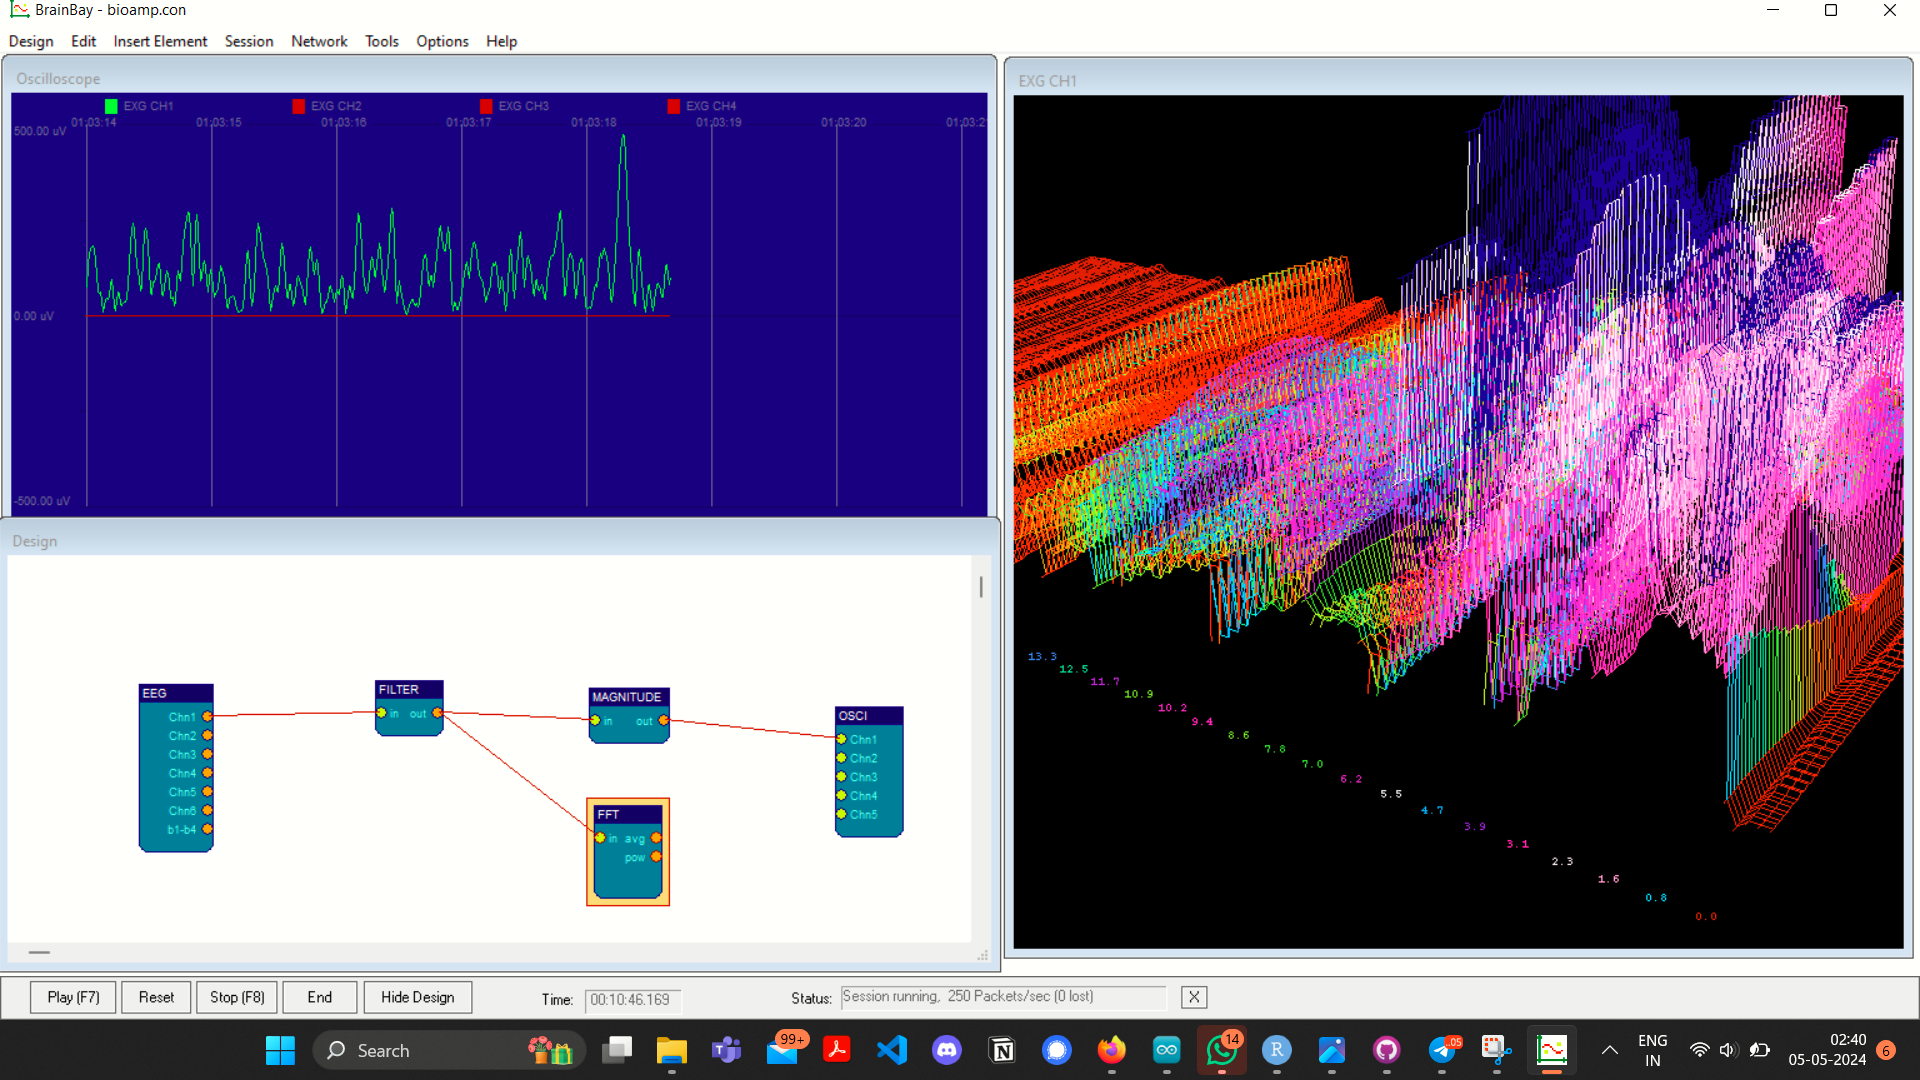 BrainBay - bioamp.con
Design Edit Insert Element Session Network Tools Options Help
Oscilloscope
EXG CH1 EXG CH2 EXG CH3 EXG CH4
01:03:14 01:03:15 01:03:16 01:03:17 01:03:18 01:03:19 01:03:20
500.00 uV
0.00 uV
-500.00 uV
EXG CH1
13.3
12.5
11.7
10.9
10.2
9.4
8.6
7.8
7.0
6.2
5.5
4.7
3.9
3.1
2.3
1.6
0.8
0.0
Design
EEG
Chn1
Chn2
Chn3
Chn4
Chn5
Chn6
b1-b4
FILTER
in out
MAGNITUDE
in out
FFT
in avg
pow
OSCI
Chn1
Chn2
Chn3
Chn4
Chn5
Play (F7) Reset Stop (F8) End Hide Design Time: 00:10:46.169 Status: Session running, 250 Packets/sec (0 lost) X
Search 99+ 14 .05 ENG 02:40
IN 05-05-2024 6